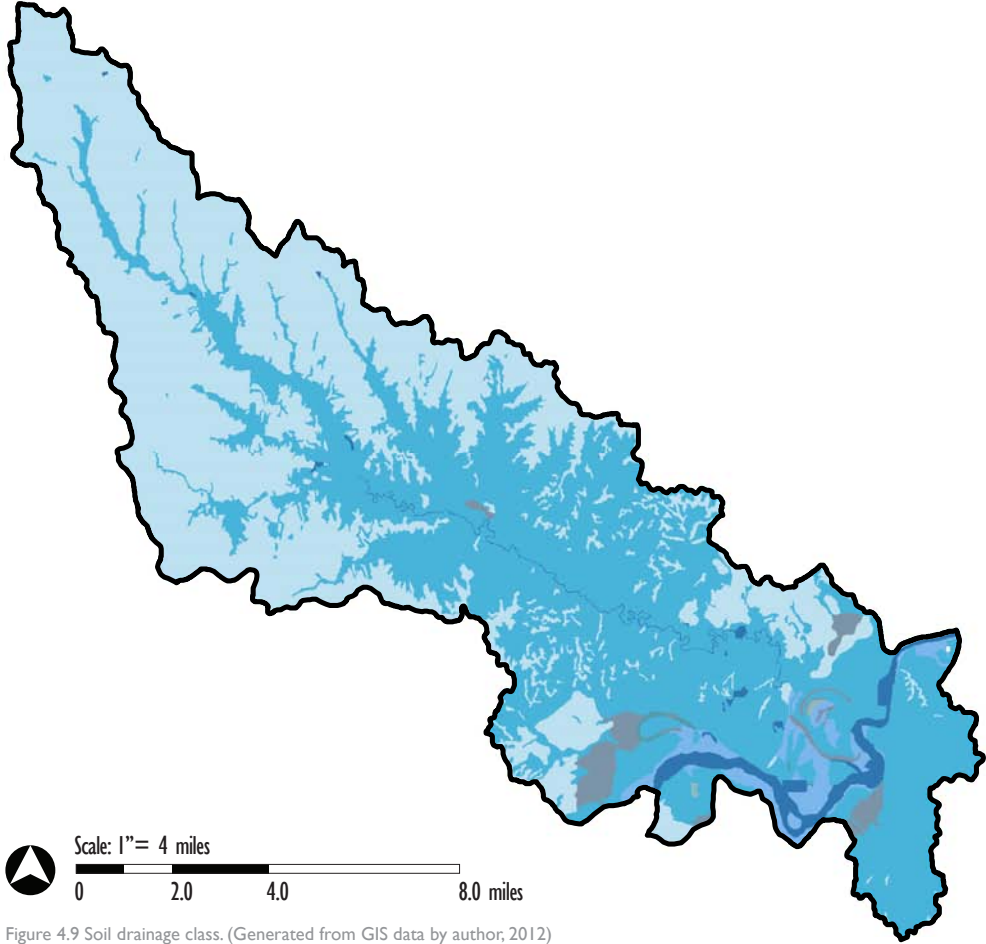 Scale: 1”= 4 miles
0 2.0 4.0 8.0 miles
Figure 4.9 Soil drainage class. (Generated from GIS data by author, 2012)